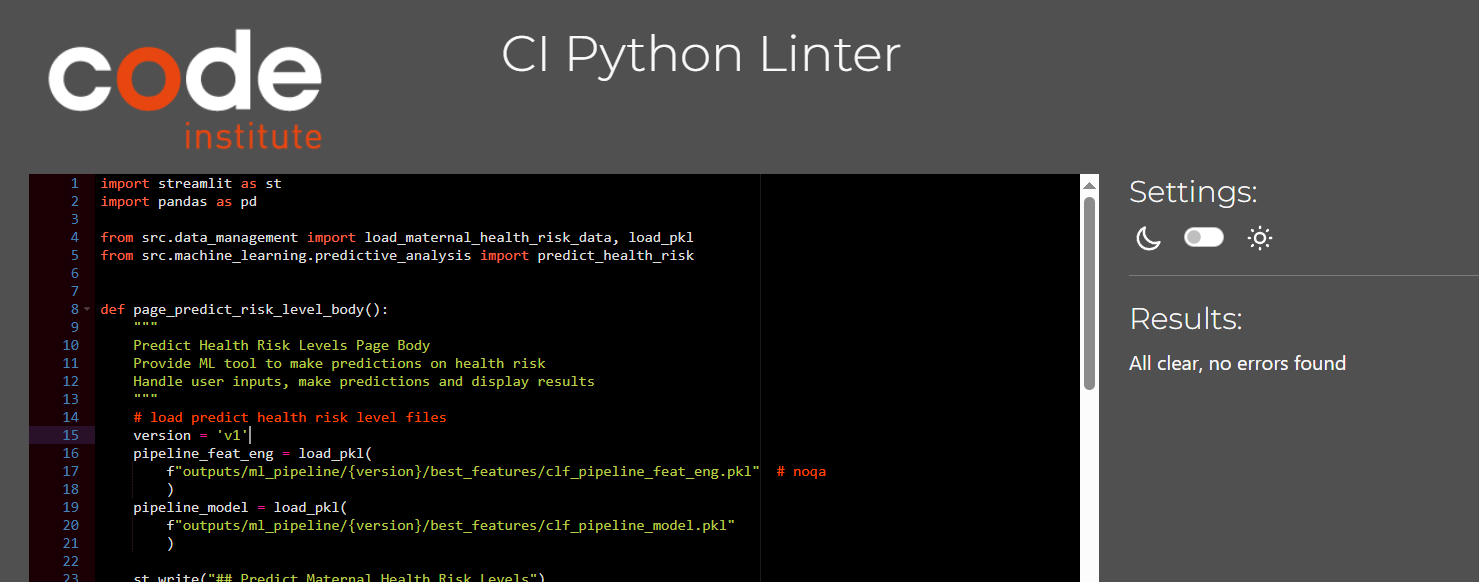 code
institute
CI Python Linter
1 import streamlit as st
2 import pandas as pd
3
4 from src.data_management import load_maternal_health_risk_data, load_pkl
5 from src.machine_learning.predictive_analysis import predict_health_risk
6
7
8 def page_predict_risk_level_body():
9     """
10     Predict Health Risk Levels Page Body
11     Provide ML tool to make predictions on health risk
12     Handle user inputs, make predictions and display results
13     """
14     # load predict health risk level files
15     version = 'v1'
16     pipeline_feat_eng = load_pkl(
17         f"outputs/ml_pipeline/{version}/best_features/clf_pipeline_feat_eng.pkl"  # noqa
18         )
19     pipeline_model = load_pkl(
20         f"outputs/ml_pipeline/{version}/best_features/clf_pipeline_model.pkl"
21         )
22
23     st.write("## Predict Maternal Health Risk Levels")
Settings:
Results:
All clear, no errors found